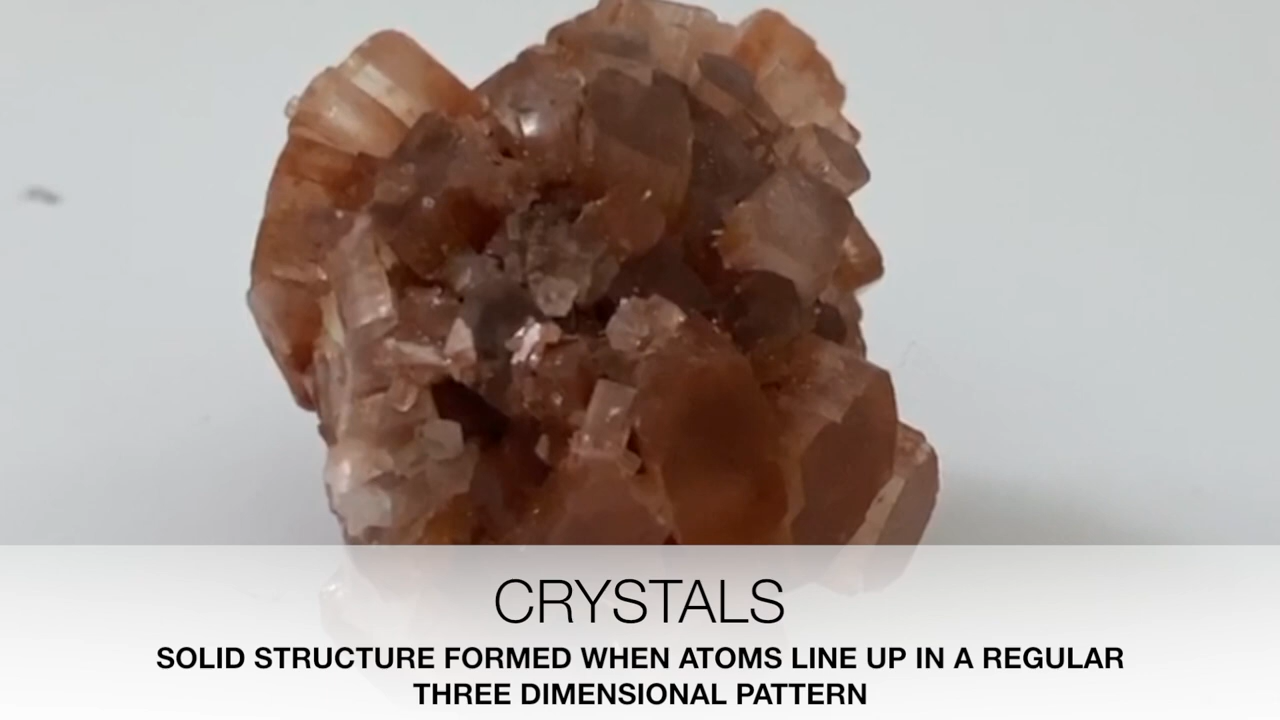 CRYSTALS
SOLID STRUCTURE FORMED WHEN ATOMS LINE UP IN A REGULAR
THREE DIMENSIONAL PATTERN